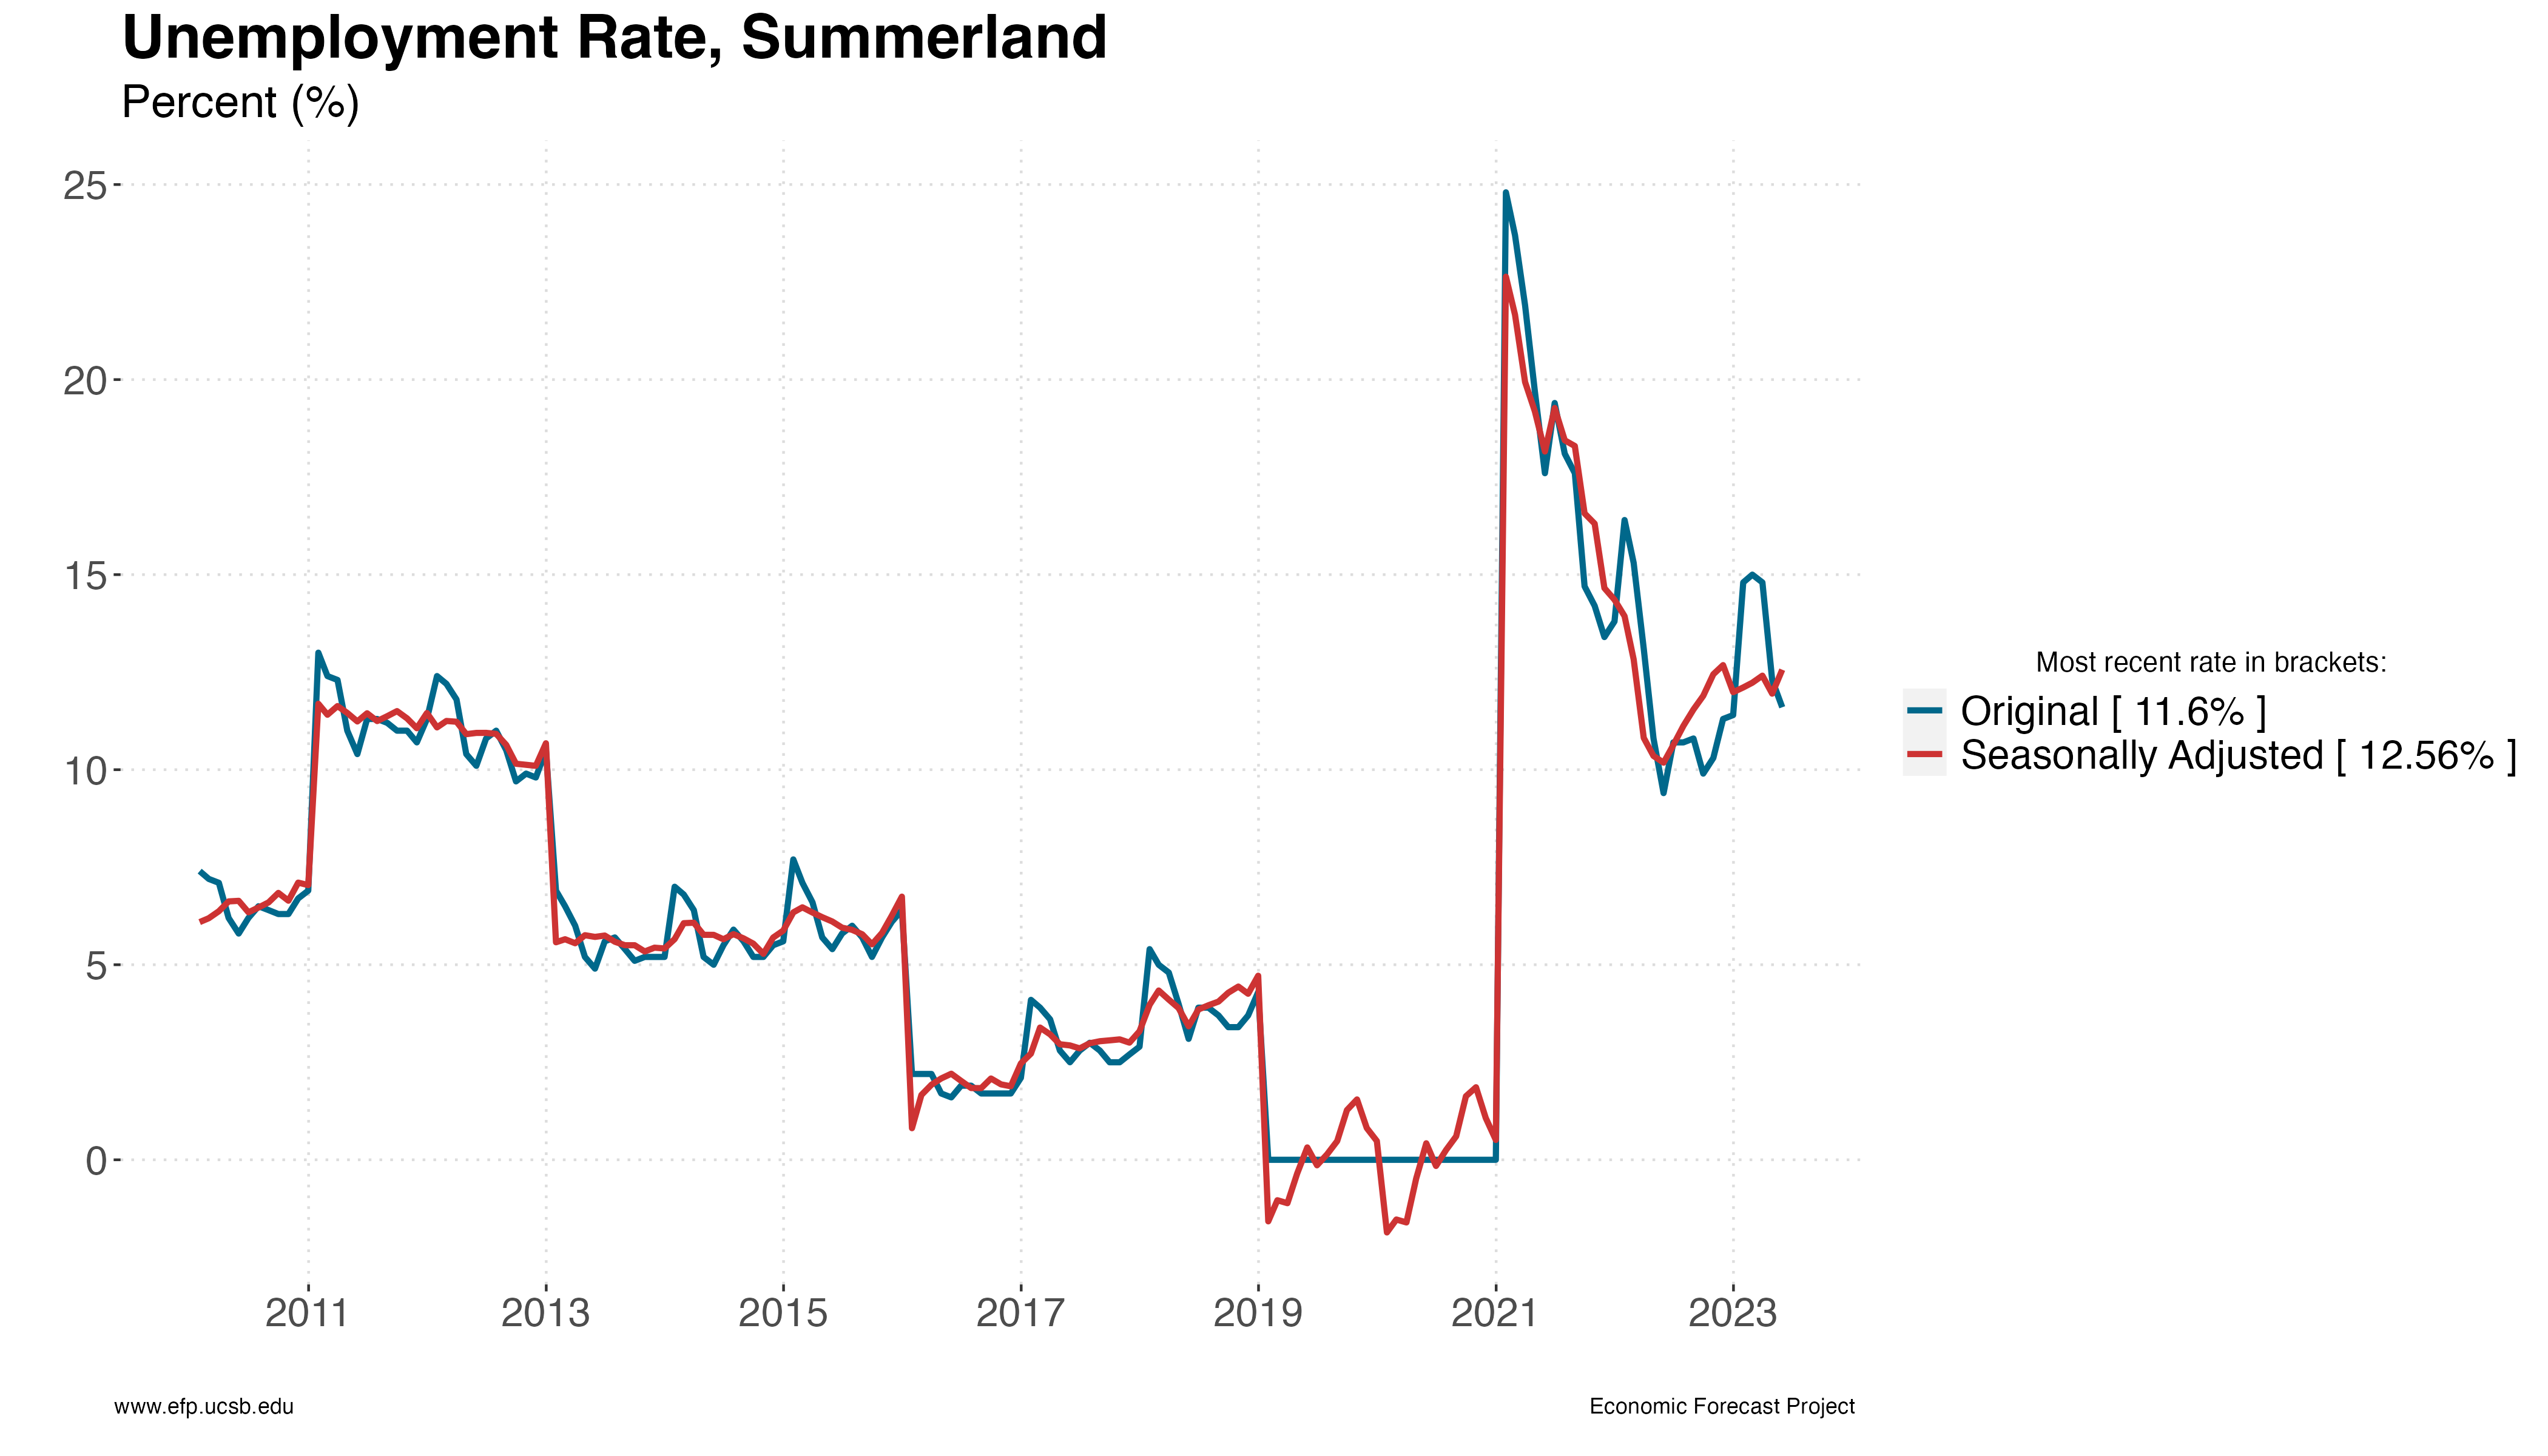 Unemployment Rate, Summerland
Percent (%)
25
20
15
10
5
0
2011 2013 2015 2017 2019 2021 2023
Most recent rate in brackets:
Original [ 11.6% ]
Seasonally Adjusted [ 12.56% ]
www.efp.ucsb.edu
Economic Forecast Project